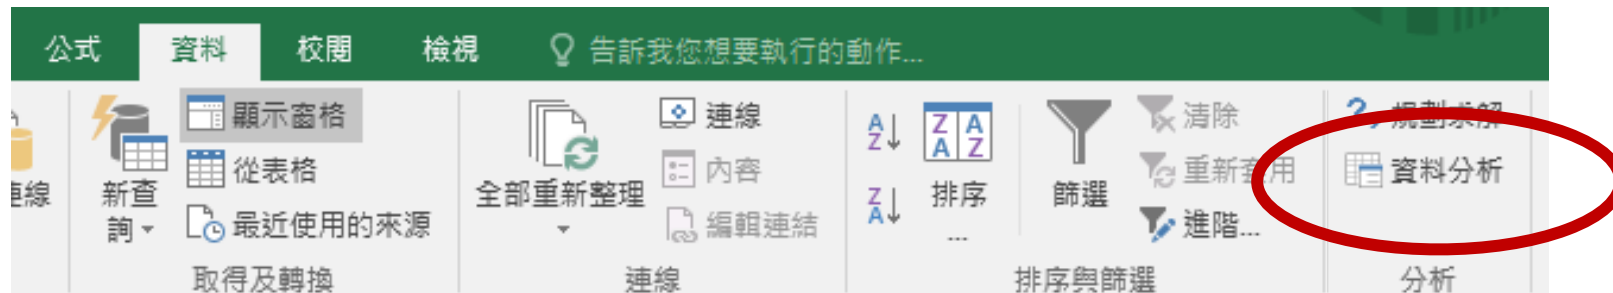 公式 資料 校閱 檢視 告訴我您想要執行的動作...
顯示窗格 連線 清除 規劃求解
從表格 內容 重新套用 資料分析
連線 新查詢 最近使用的來源 全部重新整理 編輯連結 排序... 篩選 進階...
取得及轉換 連線 排序與篩選 分析